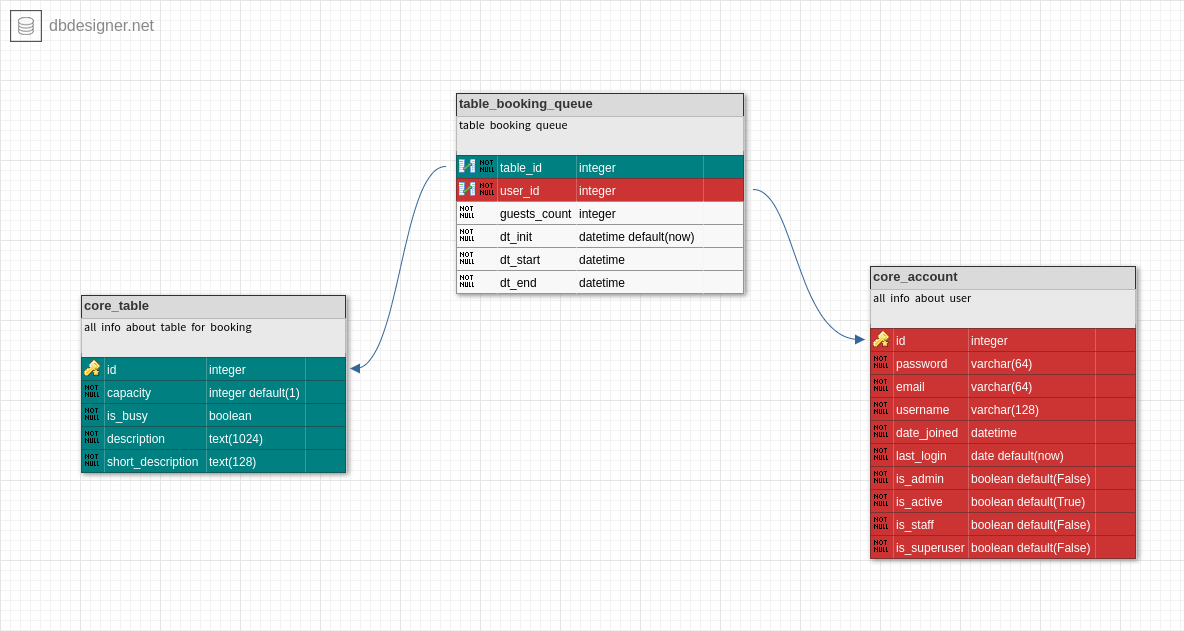 dbdesigner.net
table_booking_queue
table booking queue
NOT NULL table_id integer
NOT NULL user_id integer
NOT NULL guests_count integer
NOT NULL dt_init datetime default(now)
NOT NULL dt_start datetime
NOT NULL dt_end datetime
core_table
all info about table for booking
id integer
NOT NULL capacity integer default(1)
NOT NULL is_busy boolean
NOT NULL description text(1024)
NOT NULL short_description text(128)
core_account
all info about user
id integer
NOT NULL password varchar(64)
NOT NULL email varchar(64)
NOT NULL username varchar(128)
NOT NULL date_joined datetime
NOT NULL last_login date default(now)
NOT NULL is_admin boolean default(False)
NOT NULL is_active boolean default(True)
NOT NULL is_staff boolean default(False)
NOT NULL is_superuser boolean default(False)